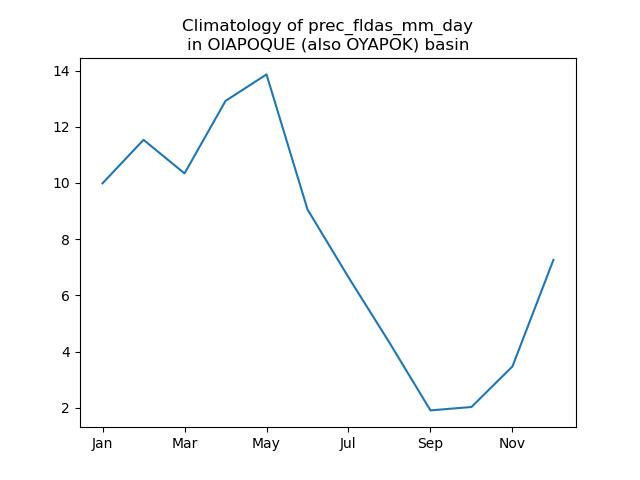 Climatology of prec_fldas_mm_day
in OIAPOQUE (also OYAPOK) basin
14
12
10
8
6
4
2
Jan Mar May Jul Sep Nov